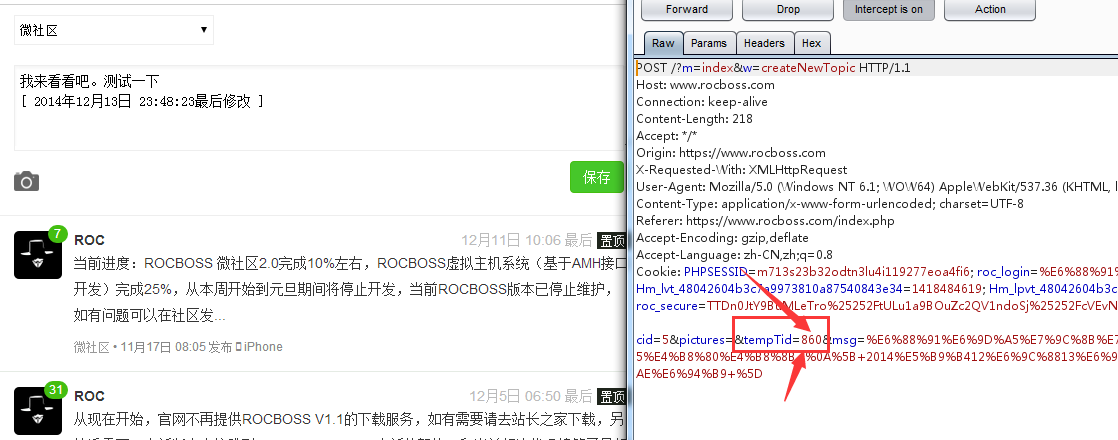 微社区
我来看看吧。测试一下
[ 2014年12月13日 23:48:23最后修改 ]
保存
7
ROC
12月11日 10:06 最后 置顶
当前进度：ROCBOSS 微社区2.0完成10%左右，ROCBOSS虚拟主机系统（基于AMH接口
开发）完成25%，从本周开始到元旦期间将停止开发，当前ROCBOSS版本已停止维护，
如有问题可以在社区发...
微社区 • 11月17日 08:05 发布 iPhone
31
ROC
12月5日 06:50 最后 置顶
从现在开始，官网不再提供ROCBOSS V1.1的下载服务，如有需要请去站长之家下载，另
Forward Drop Intercept is on Action
Raw Params Headers Hex
POST /?m=index&w=createNewTopic HTTP/1.1
Host: www.rocboss.com
Connection: keep-alive
Content-Length: 218
Accept: */*
Origin: https://www.rocboss.com
X-Requested-With: XMLHttpRequest
User-Agent: Mozilla/5.0 (Windows NT 6.1; WOW64) AppleWebKit/537.36 (KHTML, l
Content-Type: application/x-www-form-urlencoded; charset=UTF-8
Referer: https://www.rocboss.com/index.php
Accept-Encoding: gzip,deflate
Accept-Language: zh-CN,zh;q=0.8
Cookie: PHPSESSID=m713s23b32odtn3lu4i119277eoa4fi6; roc_login=%E6%88%91%
Hm_lvt_48042604b3c7a9973810a87540843e34=1418484619; Hm_lpvt_48042604b3c
cid=5&pictures=&tempTid=860&msg=%E6%88%91%E6%9D%A5%E7%9C%8B%E7
5%E4%B8%80%E4%B8%8B%0A%5B+2014%E5%B9%B412%E6%9C%8813%E6%9
AE%E6%94%B9+%5D